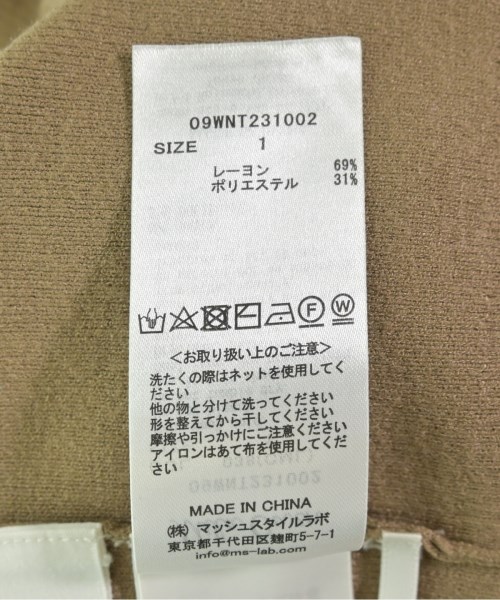 09WNT231002
SIZE 1
レーヨン 69%
ポリエステル 31%
F W
<お取り扱い上のご注意>
洗たくの際はネットを使用してく
ださい
他の物と分けて洗ってください
形を整えてから干してください
摩擦や引っかけにご注意ください
アイロンはあて布を使用してくだ
さい
MADE IN CHINA
(株) マッシュスタイルラボ
東京都千代田区麹町5-7-1
info@ms-lab.com